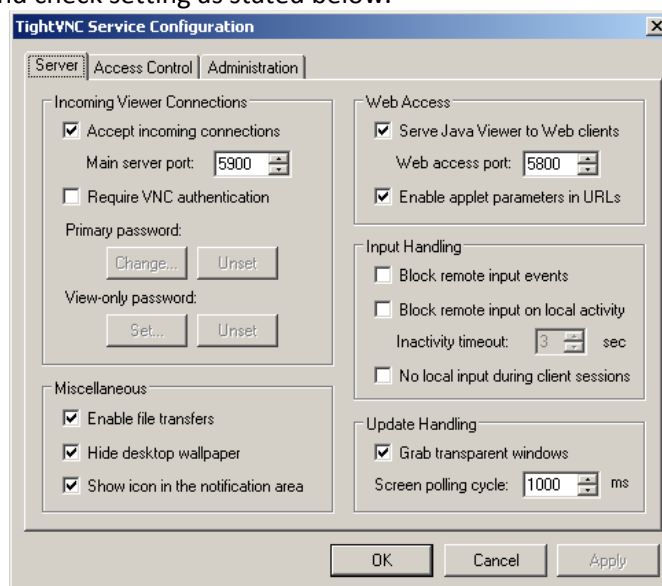 nd check setting as stated below.
TightVNC Service Configuration
Server
Access Control
Administration
Incoming Viewer Connections
Accept incoming connections
Main server port: 5900
Require VNC authentication
Primary password:
Change... Unset
View-only password:
Set... Unset
Miscellaneous
Enable file transfers
Hide desktop wallpaper
Show icon in the notification area
Web Access
Serve Java Viewer to Web clients
Web access port: 5800
Enable applet parameters in URLs
Input Handling
Block remote input events
Block remote input on local activity
Inactivity timeout: 3 sec
No local input during client sessions
Update Handling
Grab transparent windows
Screen polling cycle: 1000 ms
OK Cancel Apply